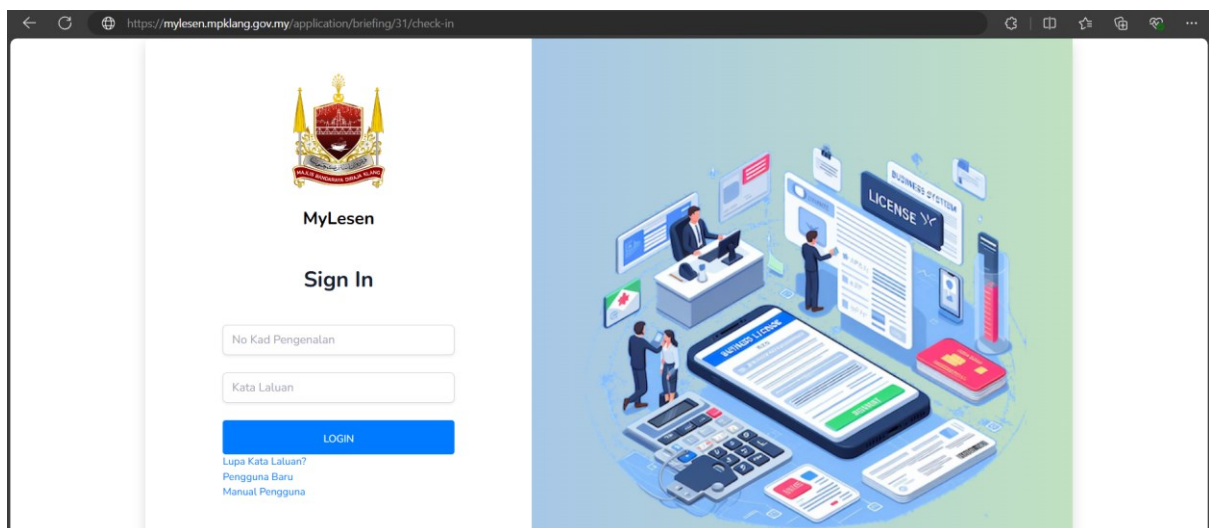 https://mylesen.mpklang.gov.my/application/briefing/31/check-in
MAJLIS BANDARAYA DIRAJA KLANG
MyLesen
Sign In
No Kad Pengenalan
Kata Laluan
LOGIN
Lupa Kata Laluan?
Pengguna Baru
Manual Pengguna
BUSINESS SYSTEM
LICENSE